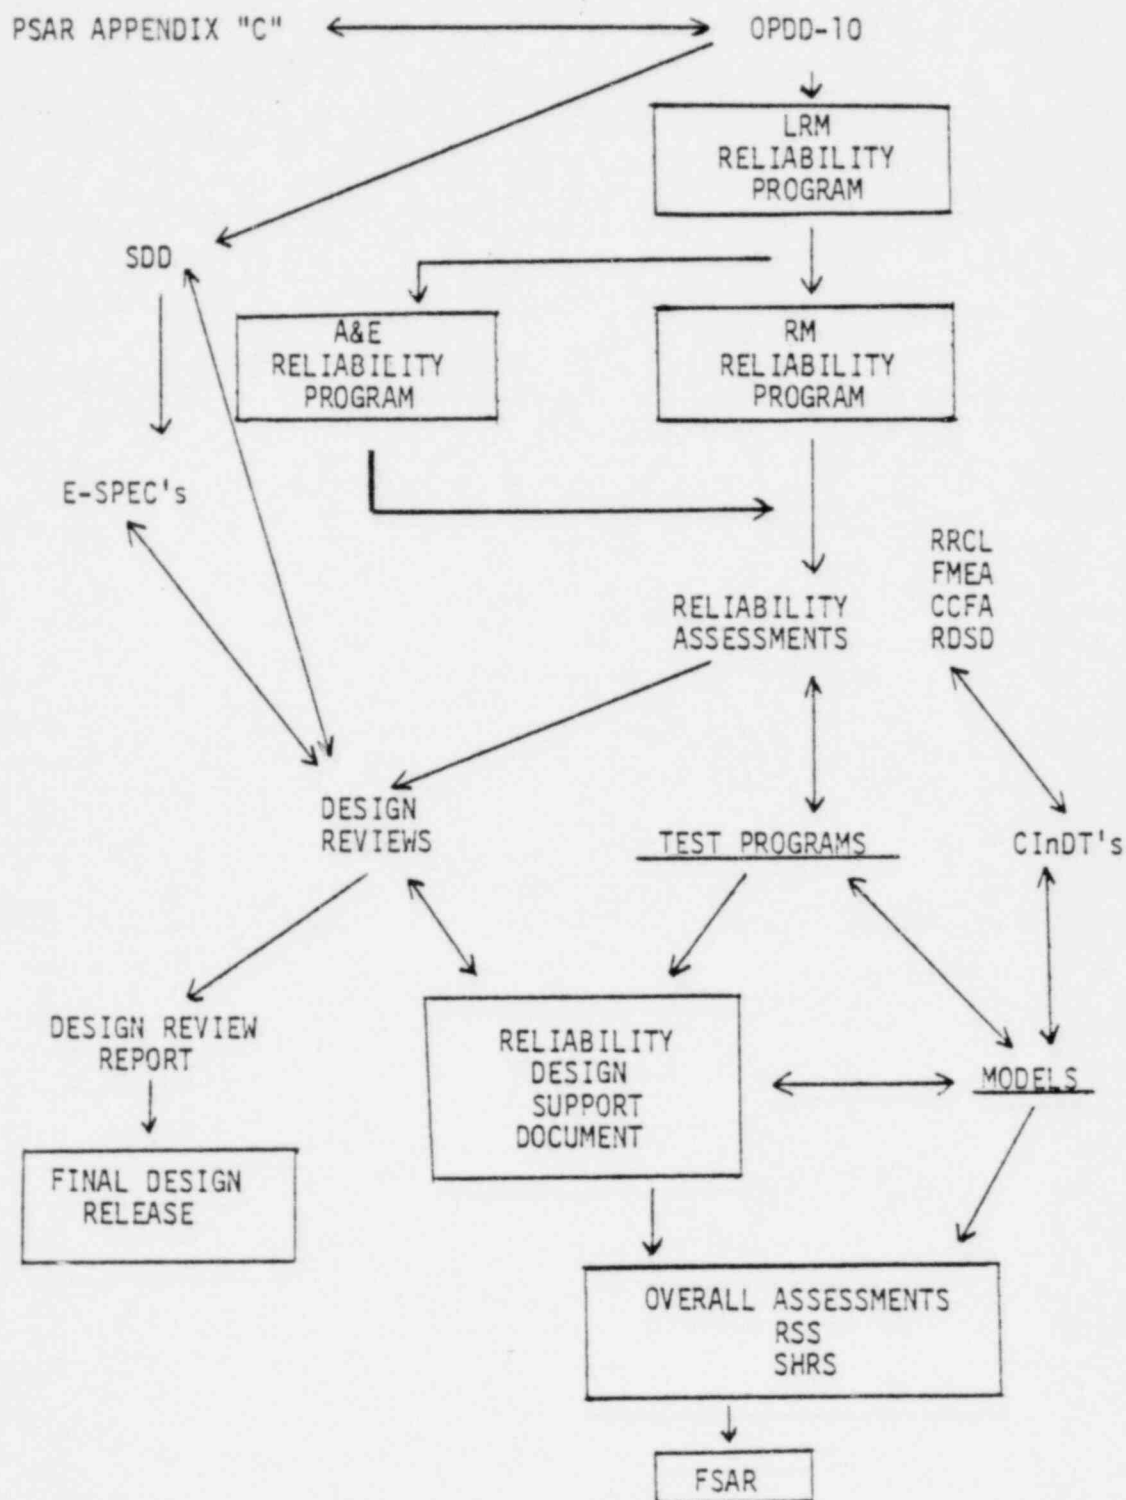 PSAR APPENDIX "C"
OPDD-10
LRM
RELIABILITY
PROGRAM
SDD
A&E
RELIABILITY
PROGRAM
RM
RELIABILITY
PROGRAM
E-SPEC's
RRCL
FMEA
CCFA
RDSD
RELIABILITY
ASSESSMENTS
DESIGN
REVIEWS
TEST PROGRAMS
CInDT's
DESIGN REVIEW
REPORT
RELIABILITY
DESIGN
SUPPORT
DOCUMENT
MODELS
FINAL DESIGN
RELEASE
OVERALL ASSESSMENTS
RSS
SHRS
FSAR